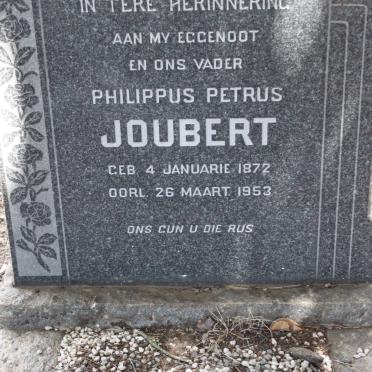 IN TERE HERINNERING
AAN MY EGGENOOT
EN ONS VADER
PHILIPPUS PETRUS
JOUBERT
GEB 4 JANUARIE 1872
OORL. 26 MAART 1953
ONS GUN U DIE RUS